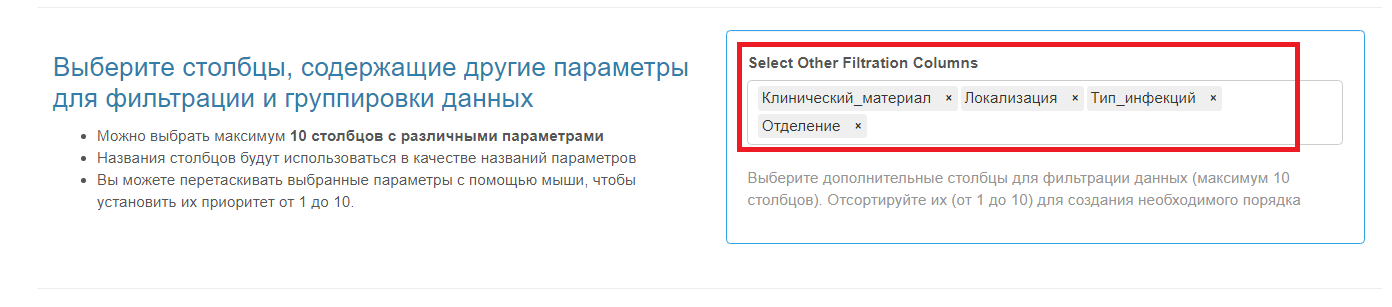 Выберите столбцы, содержащие другие параметры
для фильтрации и группировки данных
Можно выбрать максимум 10 столбцов с различными параметрами
Названия столбцов будут использоваться в качестве названий параметров
Вы можете перетаскивать выбранные параметры с помощью мыши, чтобы
установить их приоритет от 1 до 10.
Select Other Filtration Columns
Клинический_материал × Локализация × Тип_инфекций ×
Отделение ×
Выберите дополнительные столбцы для фильтрации данных (максимум 10
столбцов). Отсортируйте их (от 1 до 10) для создания необходимого порядка